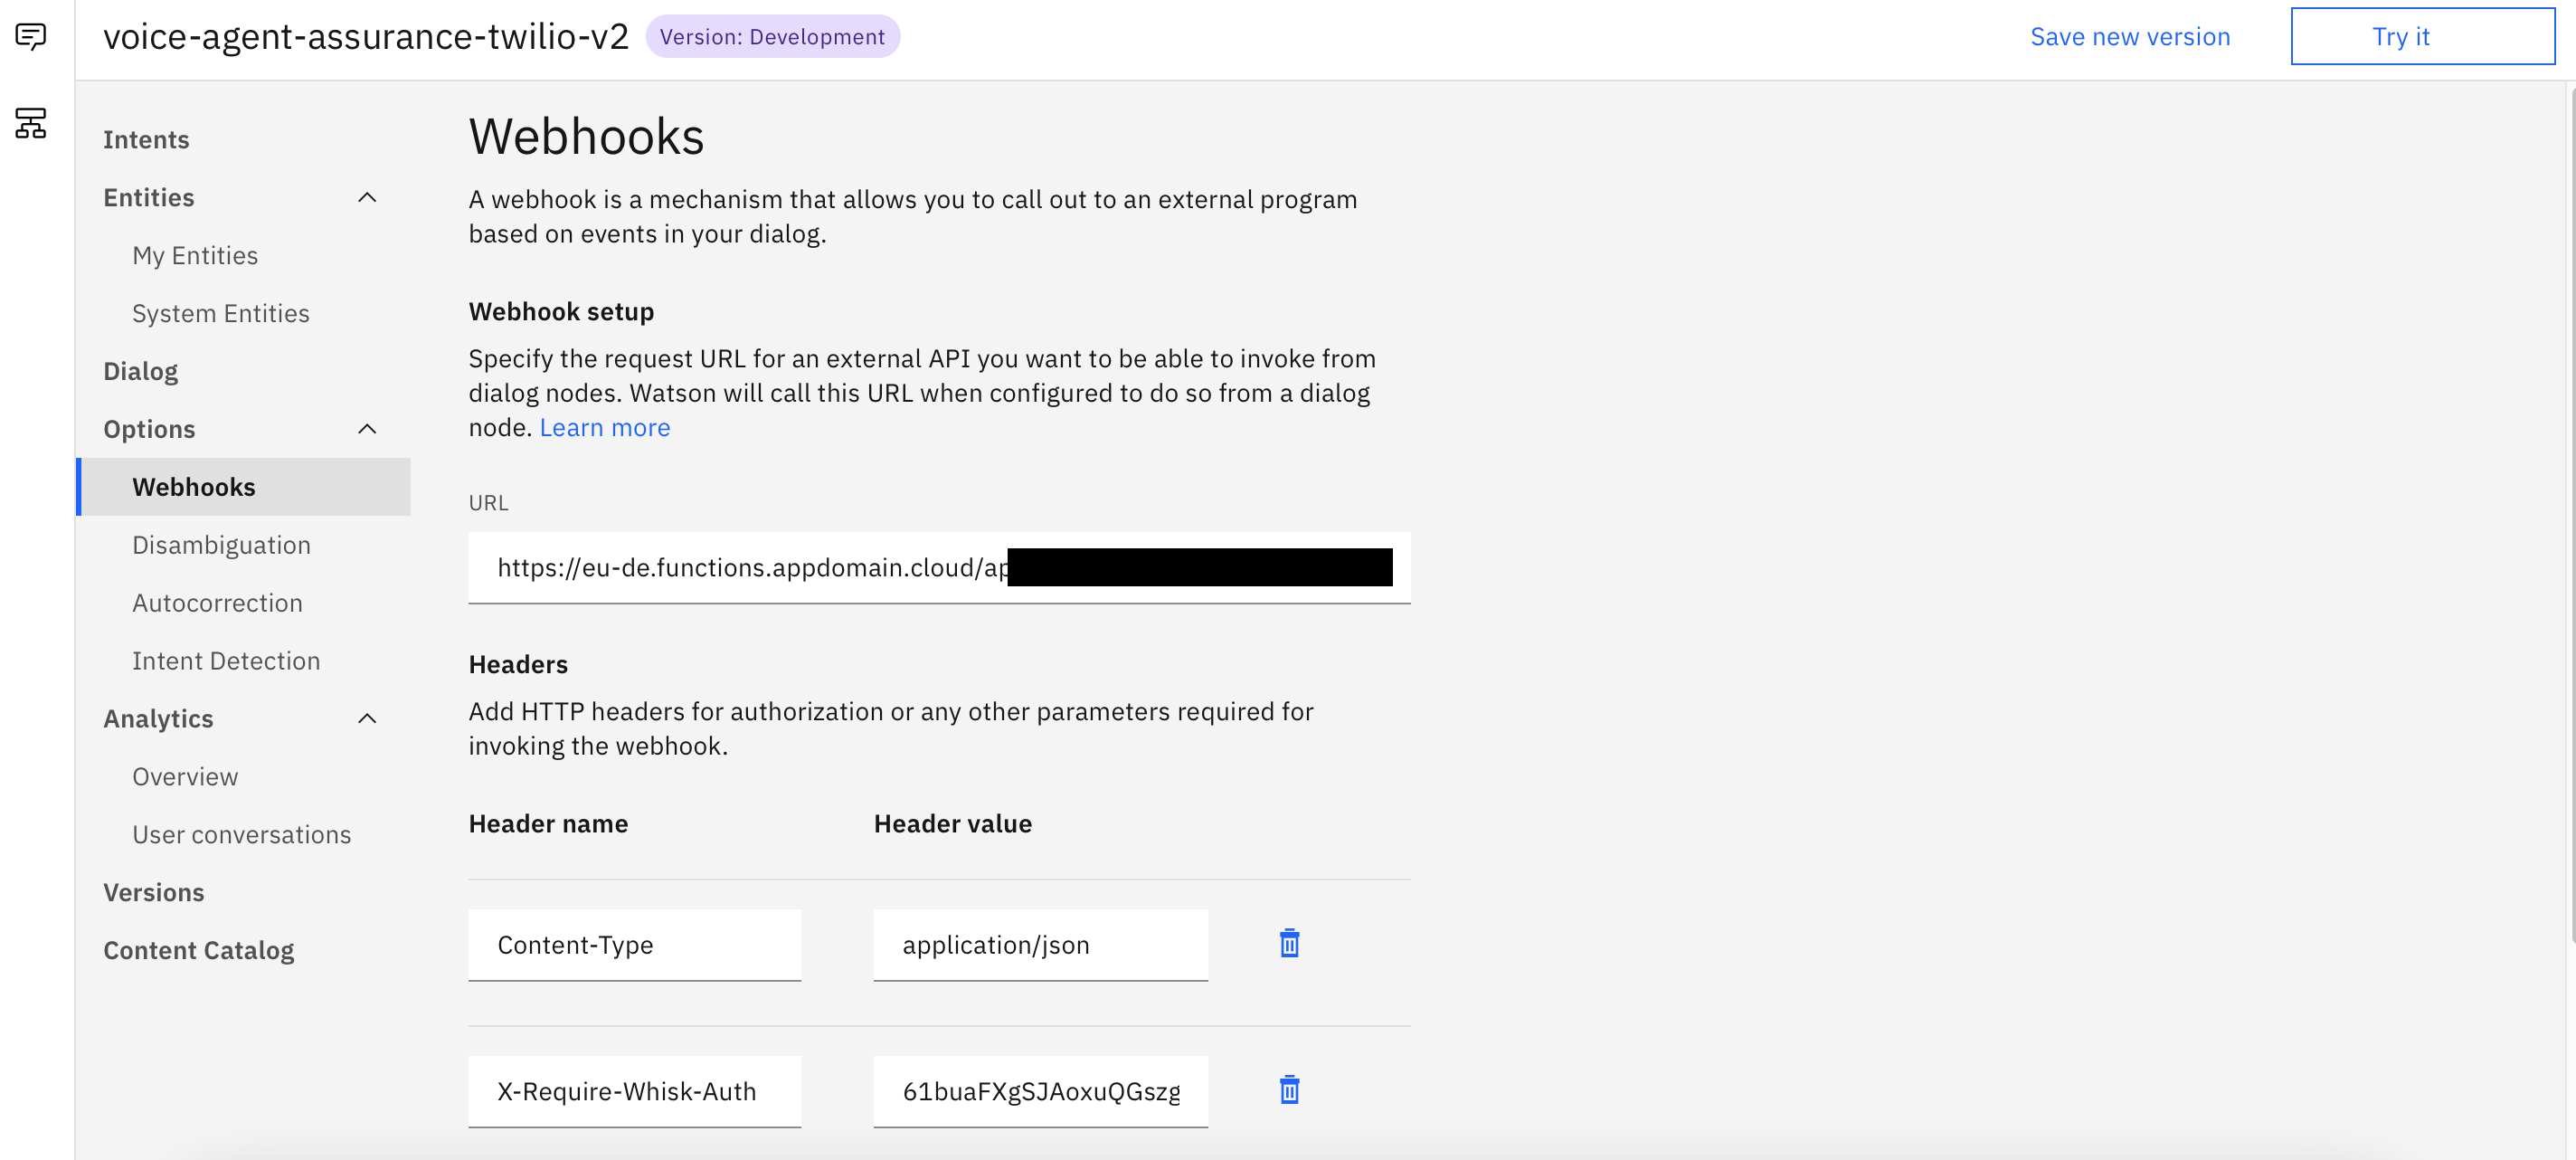 voice-agent-assurance-twilio-v2
Version: Development
Save new version
Try it
Intents
Entities
My Entities
System Entities
Dialog
Options
Webhooks
Disambiguation
Autocorrection
Intent Detection
Analytics
Overview
User conversations
Versions
Content Catalog
Webhooks
A webhook is a mechanism that allows you to call out to an external program
based on events in your dialog.
Webhook setup
Specify the request URL for an external API you want to be able to invoke from
dialog nodes. Watson will call this URL when configured to do so from a dialog
node. Learn more
URL
https://eu-de.functions.appdomain.cloud/ap
Headers
Add HTTP headers for authorization or any other parameters required for
invoking the webhook.
Header name Header value
Content-Type application/json
X-Require-Whisk-Auth 61buaFXgSJAoxuQGszg